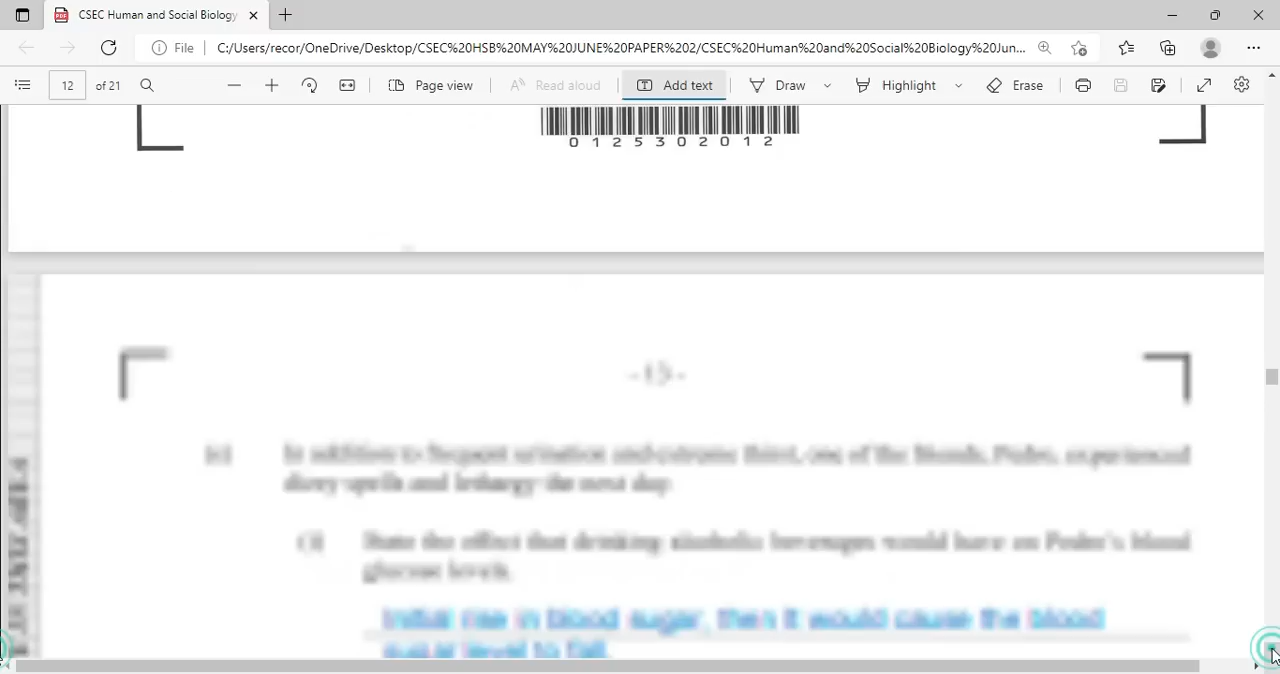 CSEC Human and Social Biology
File
C:/Users/recor/OneDrive/Desktop/CSEC%20HSB%20MAY%20JUNE%20PAPER%202/CSEC%20Human%20and%20Social%20Biology%20Jun...
12 of 21
Page view
Read aloud
Add text
Draw
Highlight
Erase
0 1 2 5 3 0 2 0 1 2
- 13 -
(c) In addition to frequent urination and extreme thirst, one of the friends, Pedro, experienced
dizzy spells and lethargy the next day.
(i) State the effect that drinking alcoholic beverages would have on Pedro's blood
glucose levels.
Initial rise in blood sugar, then it would cause the blood
sugar level to fall.